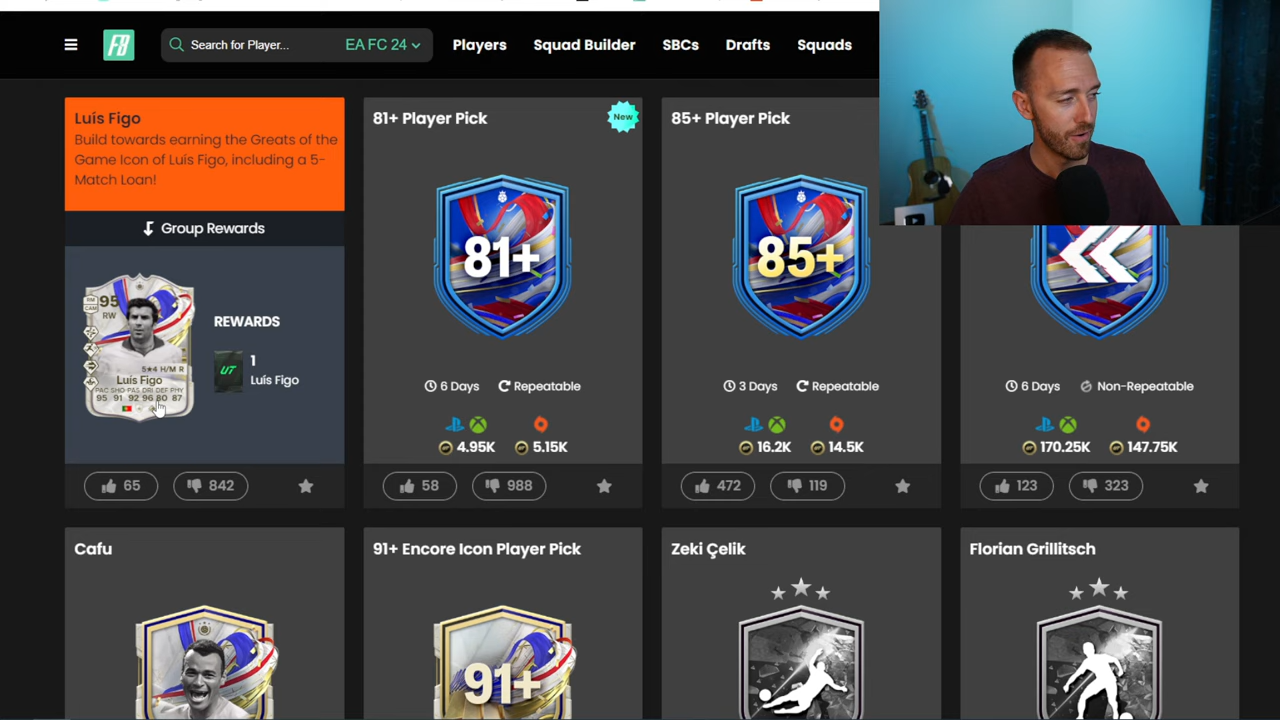 FB
Search for Player...
EA FC 24
Players
Squad Builder
SBCs
Drafts
Squads
Luís Figo
Build towards earning the Greats of the
Game Icon of Luís Figo, including a 5-
Match Loan!
Group Rewards
RM
CAM
95
RW
5★4 H/M R
Luís Figo
PAC SHO PAS DRI DEF PHY
95 91 92 96 80 87
REWARDS
UT
1
Luís Figo
65
842
81+ Player Pick
New
81+
6 Days
Repeatable
4.95K
5.15K
58
988
85+ Player Pick
85+
3 Days
Repeatable
16.2K
14.5K
472
119
6 Days
Non-Repeatable
170.25K
147.75K
123
323
Cafu
91+ Encore Icon Player Pick
91+
Zeki Çelik
Florian Grillitsch